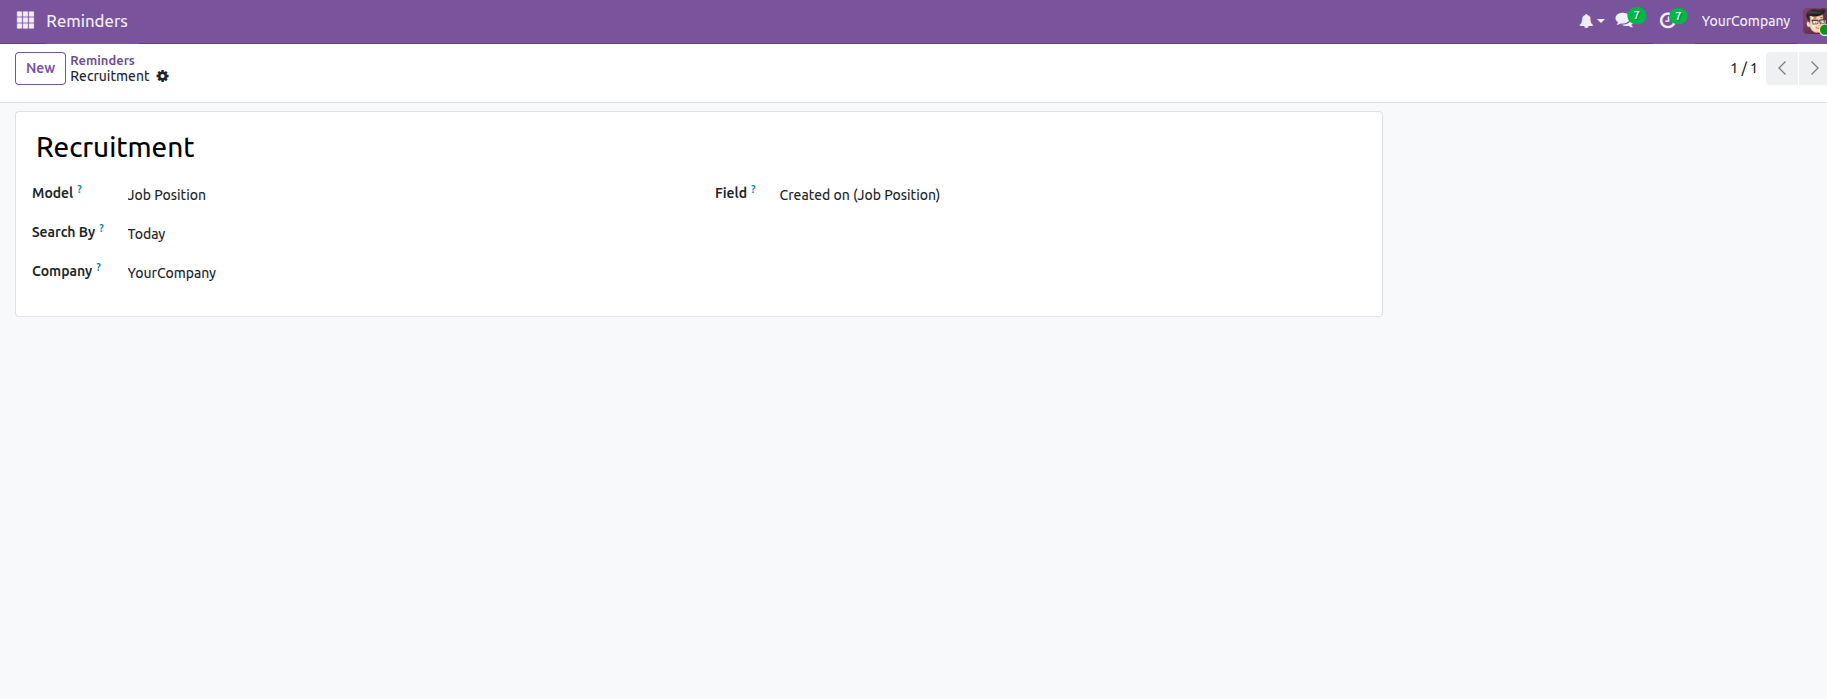 Reminders
7
7
YourCompany
New
Reminders
Recruitment
1 / 1
Recruitment
Model ?
Job Position
Field ?
Created on (Job Position)
Search By ?
Today
Company ?
YourCompany